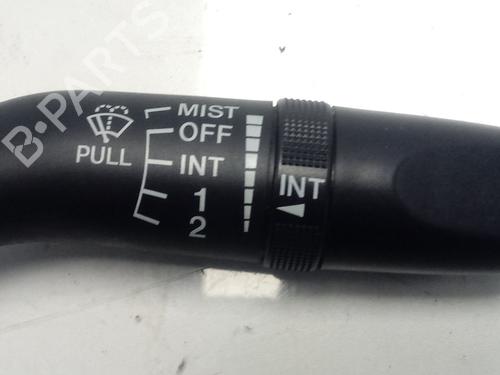 B-PARTS
MIST
OFF
PULL
INT
1
2
INT